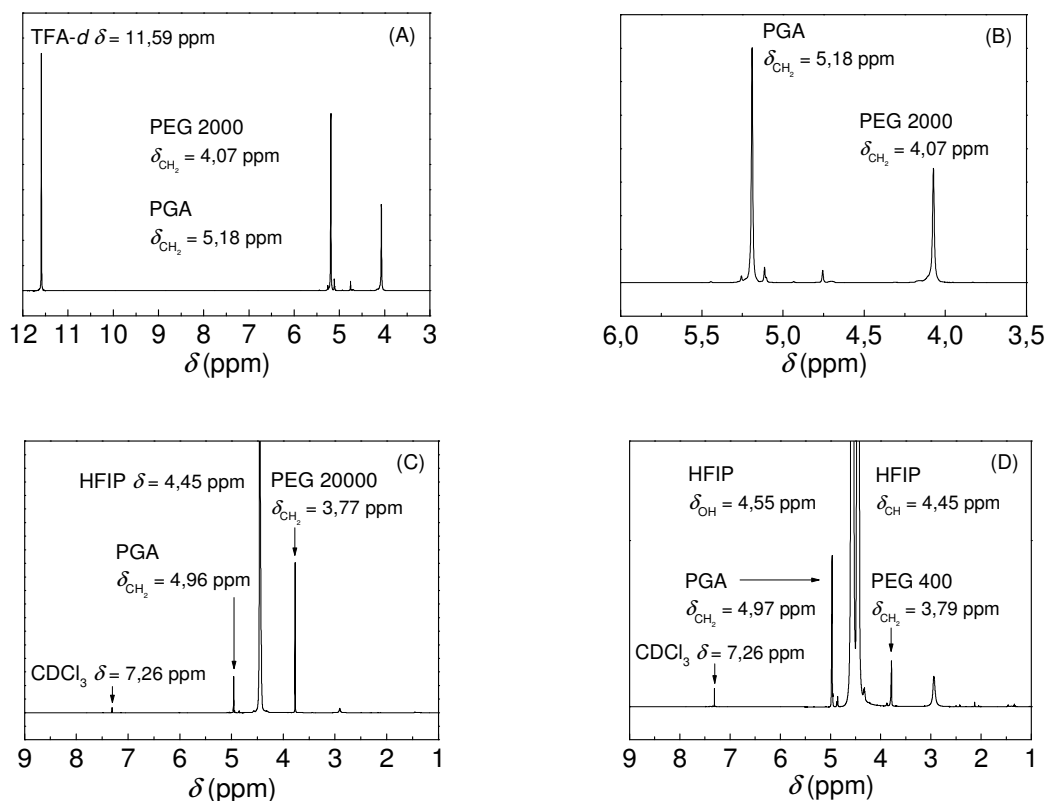 TFA-d δ = 11,59 ppm
(A)
PEG 2000
δCH₂ = 4,07 ppm
PGA
δCH₂ = 5,18 ppm
12 11 10 9 8 7 6 5 4 3
δ (ppm)
(B)
PGA
δCH₂ = 5,18 ppm
PEG 2000
δCH₂ = 4,07 ppm
6,0 5,5 5,0 4,5 4,0 3,5
δ (ppm)
(C)
HFIP δ = 4,45 ppm
PEG 20000
δCH₂ = 3,77 ppm
PGA
δCH₂ = 4,96 ppm
CDCl₃ δ = 7,26 ppm
9 8 7 6 5 4 3 2 1
δ (ppm)
(D)
HFIP
δOH = 4,55 ppm
HFIP
δCH = 4,45 ppm
PGA
δCH₂ = 4,97 ppm
PEG 400
δCH₂ = 3,79 ppm
CDCl₃ δ = 7,26 ppm
9 8 7 6 5 4 3 2 1
δ (ppm)